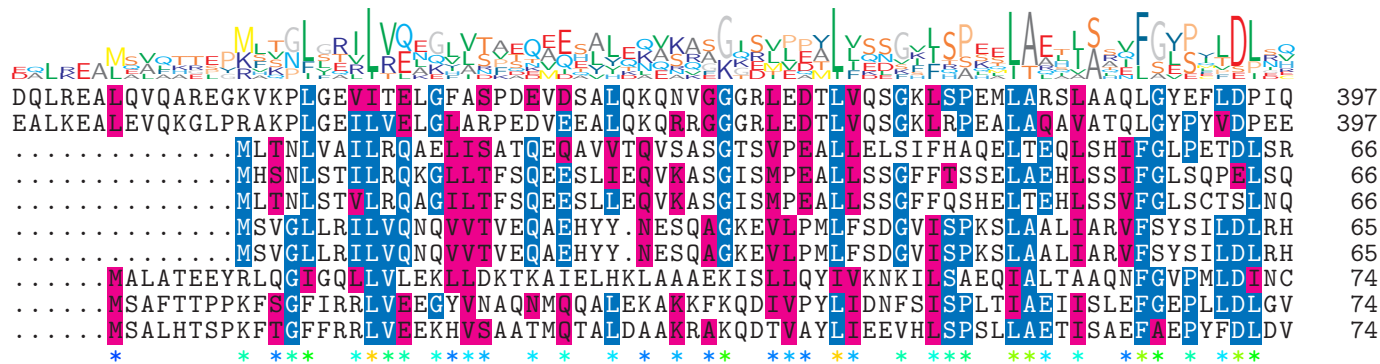 DQLREALQVQAREGKVKPLGEVITELGFASPDEVDSALQKQNVGGGRLEDTLVQSGKLSPEMLARSLAAQLGYEFLDPIQ 397
EALKEALEVQKGLPRAKPLGEILVELGLARPEDVEEALQKQRRGGGRLEDTLVQSGKLRPEALAQAVATQLGYPYVDPEE 397
..............MLTNLVAILRQAELISATQEQAVVTQVSASGTSVPEALLELSIFHAQELTEQLSHIFGLPETDLSR 66
..............MHSNLSTILRQKGLLTFSQEESLIEQVKASGISMPEALLSSGFFTSSELAEHLSSIFGLSQPELSQ 66
..............MLTNLSTVLRQAGILTFSQEESLLEQVKASGISMPEALLSSGFFQSHELTEHLSSVFGLSCTSLNQ 66
..............MSVGLLRILVQNQVVTVEQAEHYY.NESQAGKEVLPMLFSDGVISPKSLAALIARVFSYSILDLRH 65
..............MSVGLLRILVQNQVVTVEQAEHYY.NESQAGKEVLPMLFSDGVISPKSLAALIARVFSYSILDLRH 65
......MALATEEYRLQGIGQLLVLEKLLDKTKAIELHKLAAAEKISLLQYIVKNKILSAEQIALTAAQNFGVPMLDINC 74
......MSAFTTPPKFSGFIRRLVEEGYVNAQNMQQALEKAKKFKQDIVPYLIDNFSISPLTIAEIISLEFGEPLLDLGV 74
......MSALHTSPKFTGFFRRLVEEKHVSAATMQTALDAAKRAKQDTVAYLIEEVHLSPSLLAETISAEFAEPYFDLDV 74